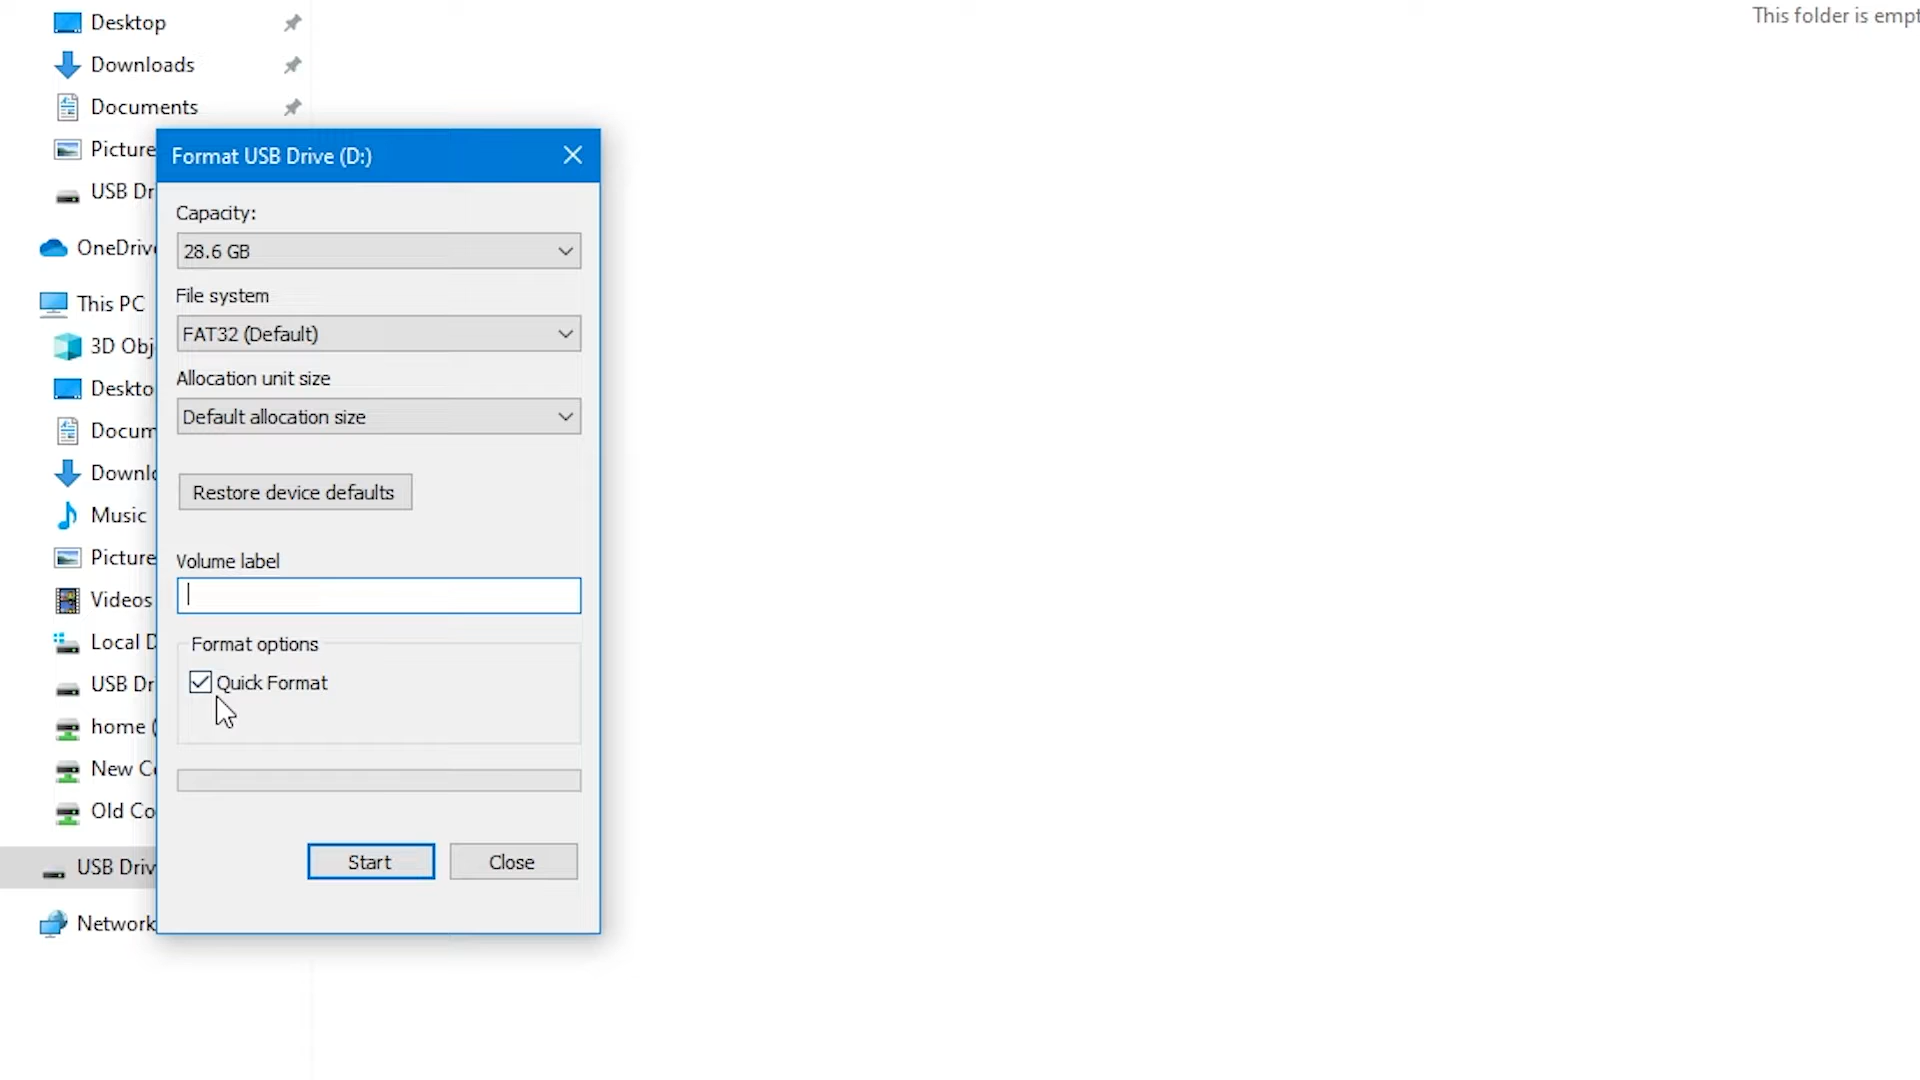 This folder is empt
Desktop
Downloads
Documents
Picture
USB Dr
OneDrive
This PC
3D Obj
Deskto
Docum
Downlo
Music
Picture
Videos
Local D
USB Dr
home (
New Co
Old Co
USB Driv
Network
Format USB Drive (D:)
Capacity:
28.6 GB
File system
FAT32 (Default)
Allocation unit size
Default allocation size
Restore device defaults
Volume label
Format options
Quick Format
Start
Close